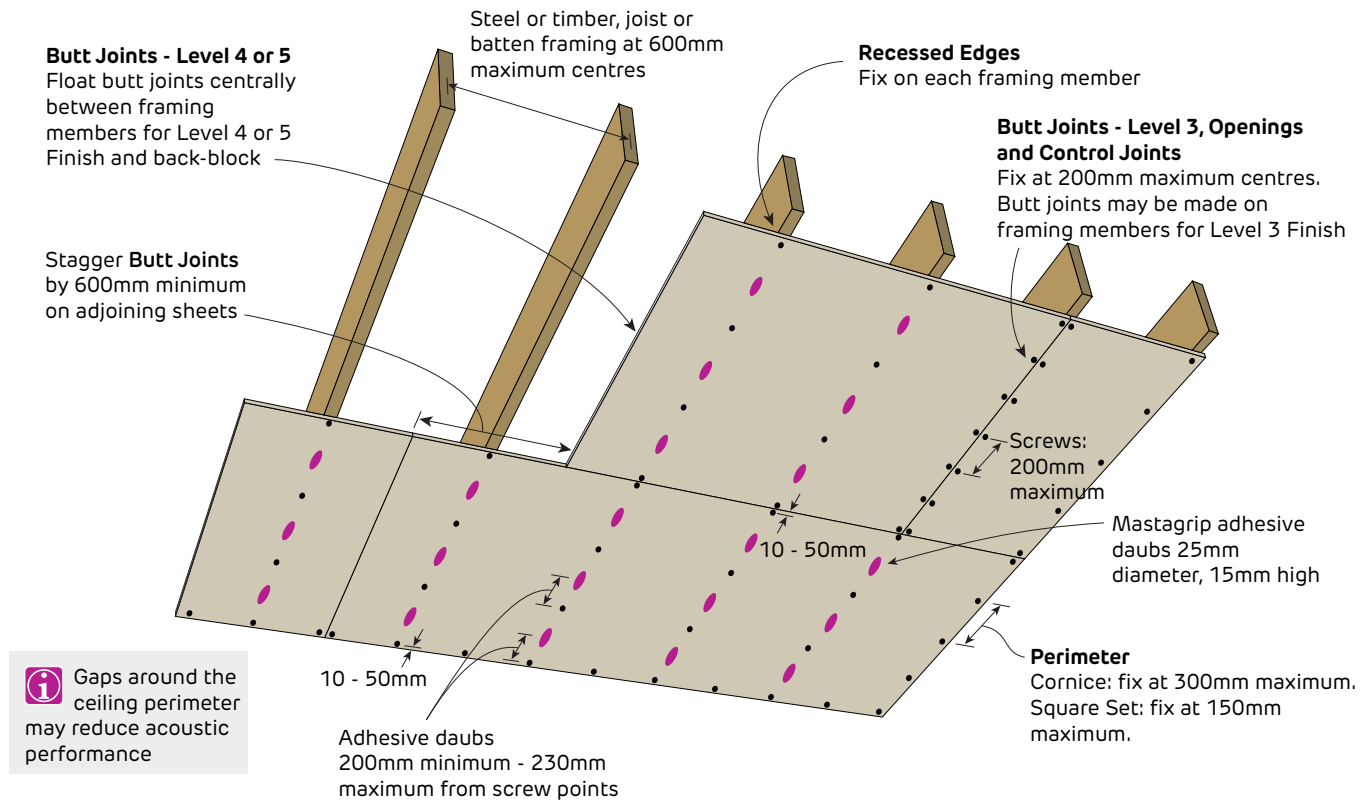 Steel or timber, joist or
batten framing at 600mm
maximum centres
Butt Joints - Level 4 or 5
Float butt joints centrally
between framing
members for Level 4 or 5
Finish and back-block
Recessed Edges
Fix on each framing member
Butt Joints - Level 3, Openings
and Control Joints
Fix at 200mm maximum centres.
Butt joints may be made on
framing members for Level 3 Finish
Stagger Butt Joints
by 600mm minimum
on adjoining sheets
Screws:
200mm
maximum
10 - 50mm
Mastagrip adhesive
daubs 25mm
diameter, 15mm high
10 - 50mm
Perimeter
Cornice: fix at 300mm maximum.
Square Set: fix at 150mm
maximum.
i Gaps around the
ceiling perimeter
may reduce acoustic
performance
Adhesive daubs
200mm minimum - 230mm
maximum from screw points